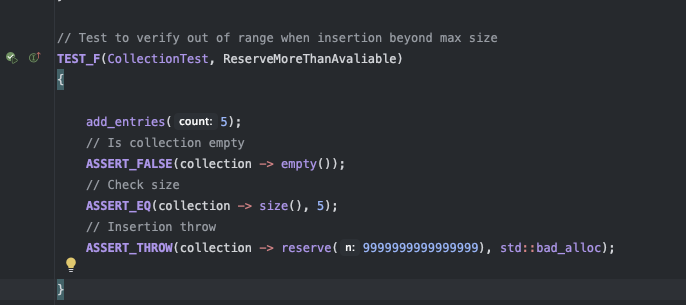 // Test to verify out of range when insertion beyond max size
TEST_F(CollectionTest, ReserveMoreThanAvaliable)
{
add_entries( count: 5);
// Is collection empty
ASSERT_FALSE(collection -> empty());
// Check size
ASSERT_EQ(collection -> size(), 5);
// Insertion throw
ASSERT_THROW(collection -> reserve( n: 9999999999999999), std::bad_alloc);
}